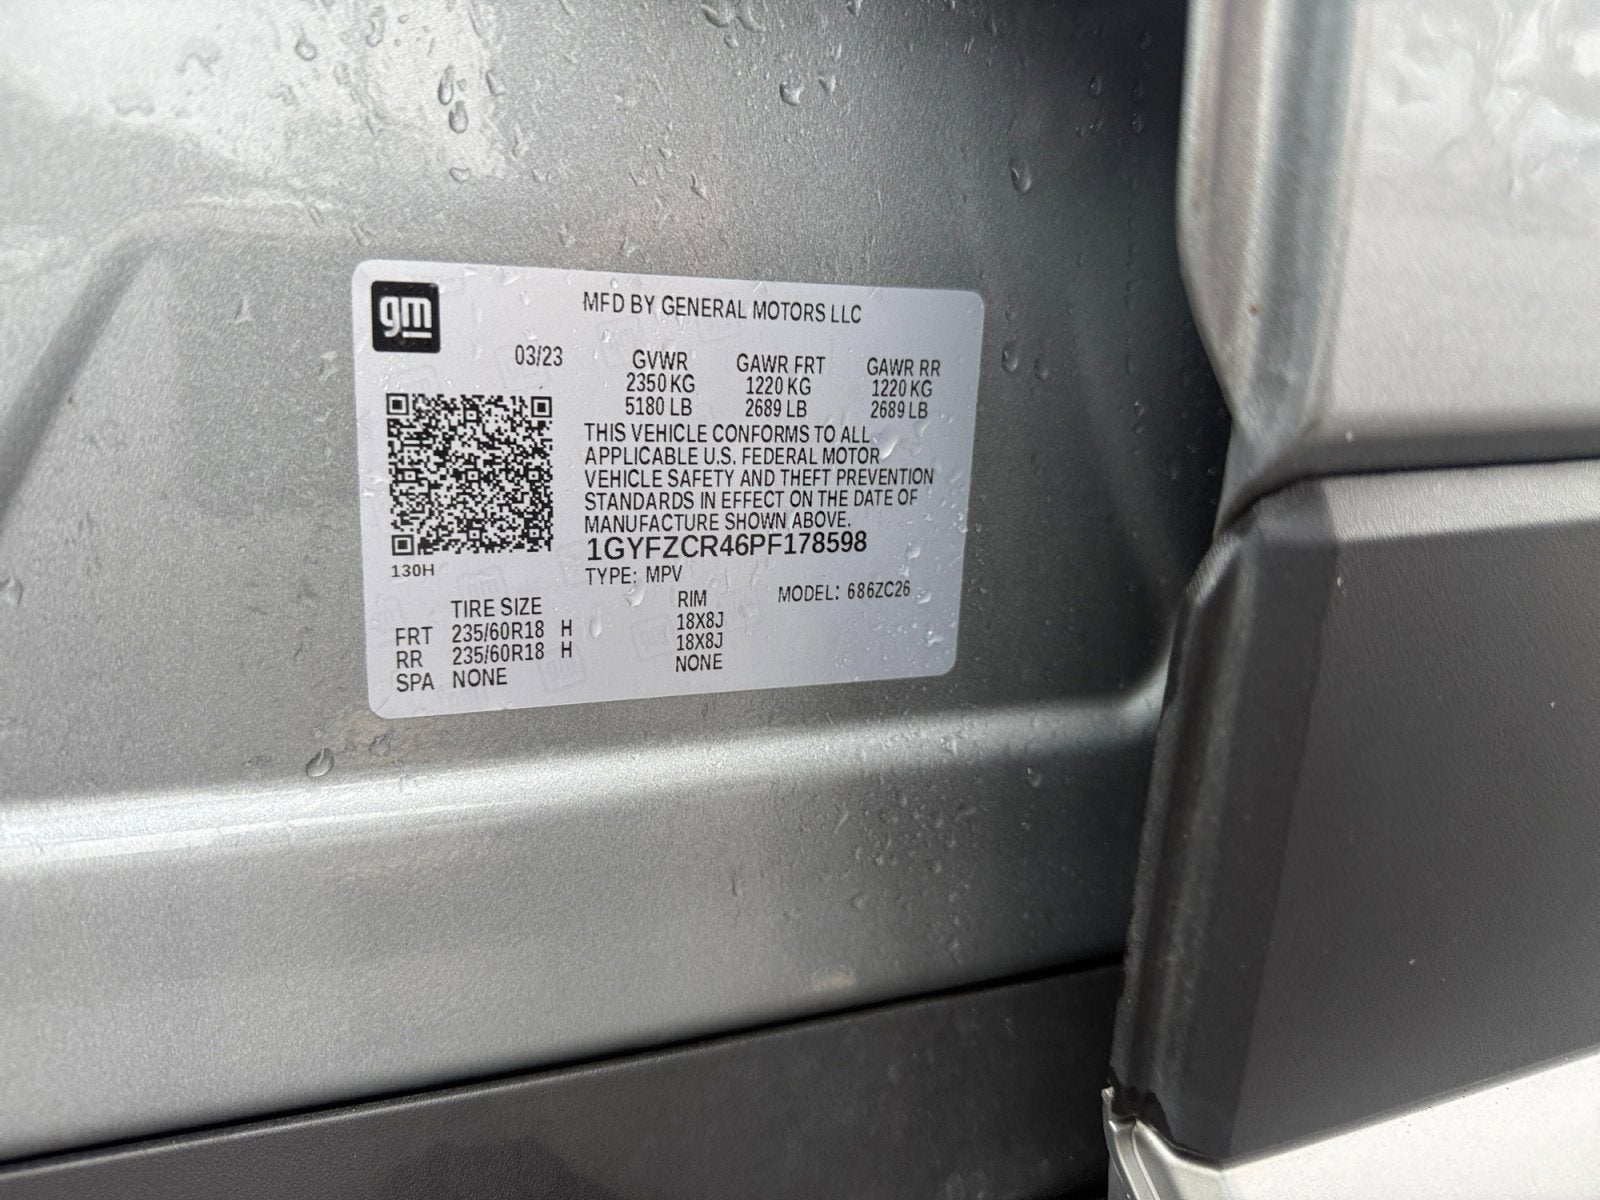 gm
MFD BY GENERAL MOTORS LLC
03/23 GVWR GAWR FRT GAWR RR
2350 KG 1220 KG 1220 KG
5180 LB 2689 LB 2689 LB
THIS VEHICLE CONFORMS TO ALL
APPLICABLE U.S. FEDERAL MOTOR
VEHICLE SAFETY AND THEFT PREVENTION
STANDARDS IN EFFECT ON THE DATE OF
MANUFACTURE SHOWN ABOVE.
1GYFZCR46PF178598
130H
TYPE: MPV MODEL: 686ZC26
TIRE SIZE RIM
FRT 235/60R18 H 18X8J
RR 235/60R18 H 18X8J
SPA NONE NONE